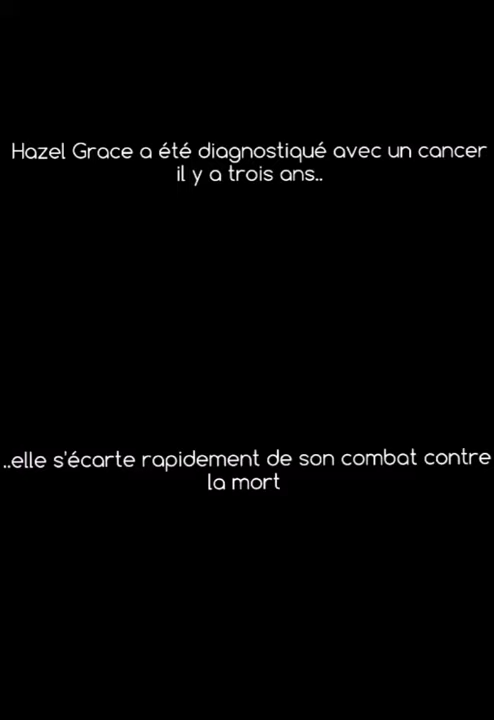 Hazel Grace a été diagnostiqué avec un cancer
il y a trois ans..
..elle s'écarte rapidement de son combat contre
la mort